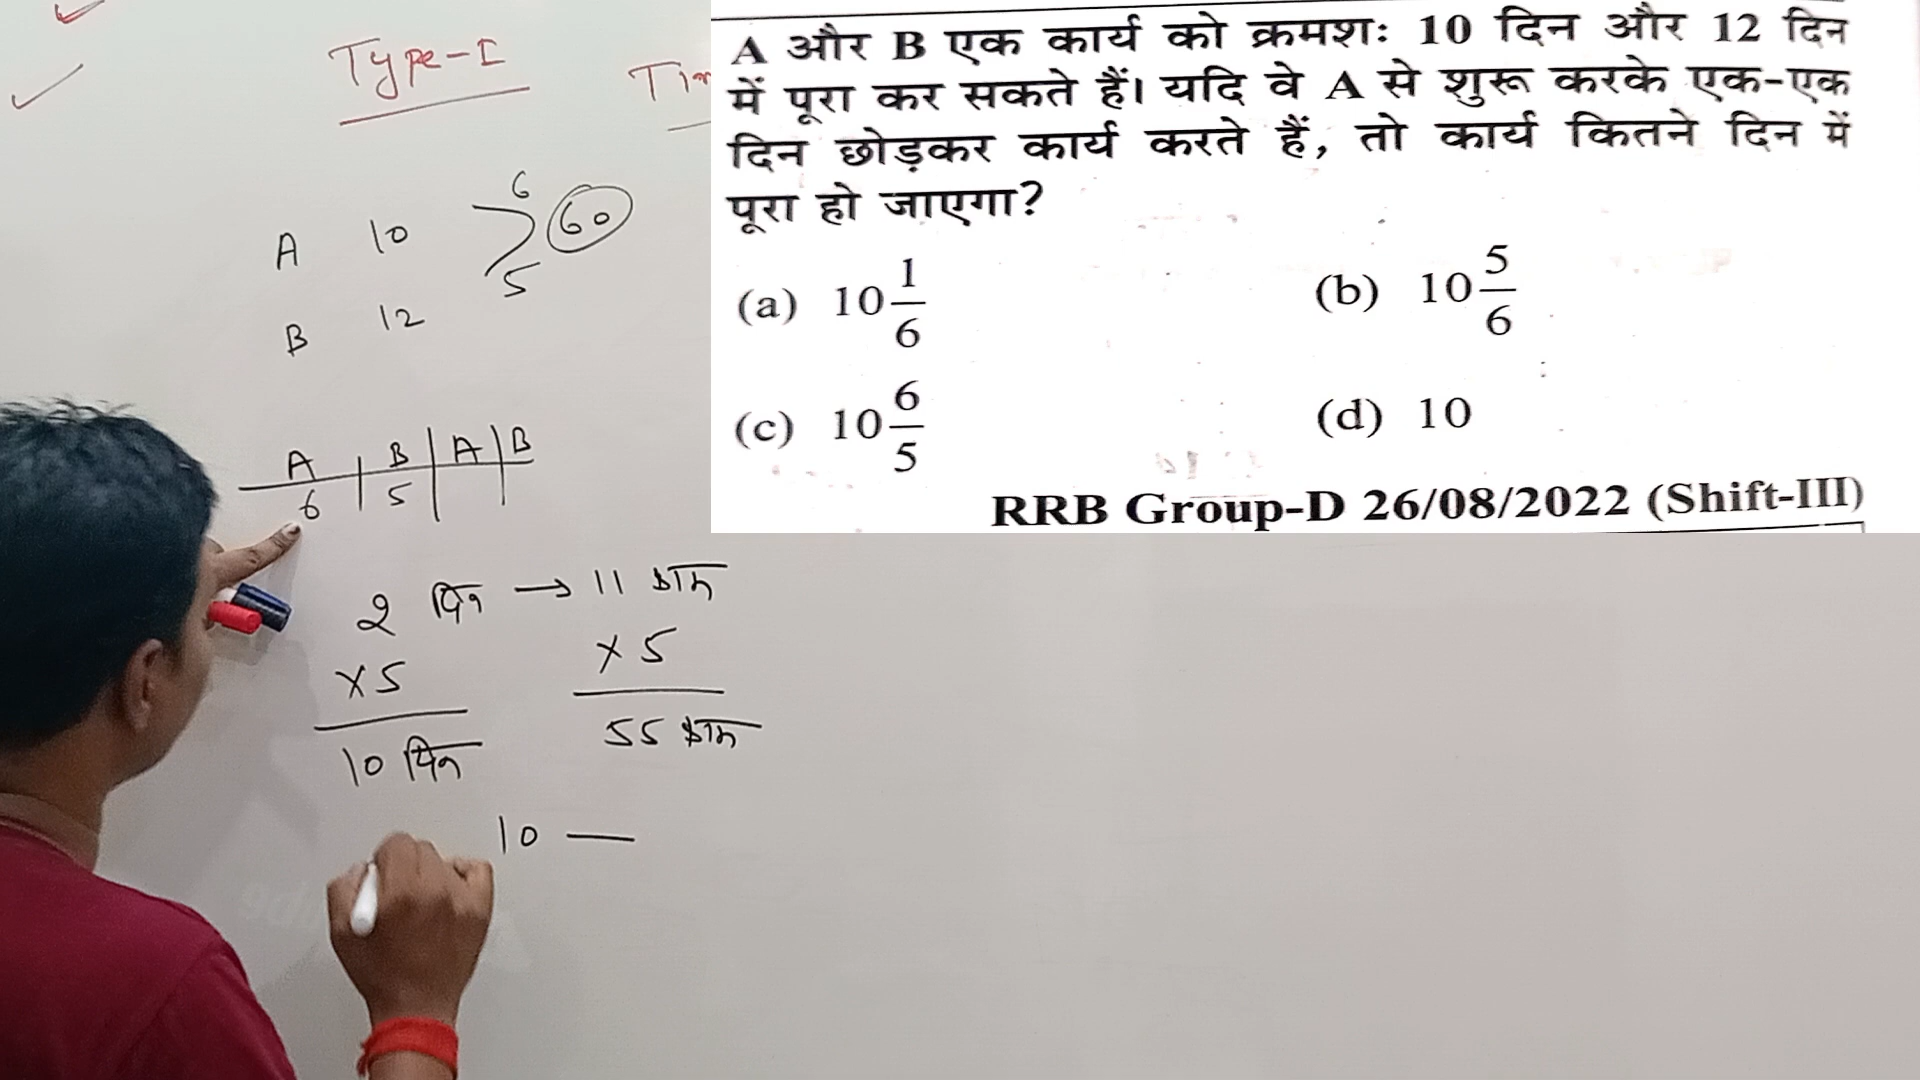 Type-I
Tim
A 10 6 60
B 12 5
A B A B
6 5
2 दिन → 11 काम
×5 ×5
10 दिन 55 काम
10 —
A और B एक कार्य को क्रमशः 10 दिन और 12 दिन
में पूरा कर सकते हैं। यदि वे A से शुरू करके एक-एक
दिन छोड़कर कार्य करते हैं, तो कार्य कितने दिन में
पूरा हो जाएगा?
(a) 10 1/6 (b) 10 5/6
(c) 10 6/5 (d) 10
RRB Group-D 26/08/2022 (Shift-III)